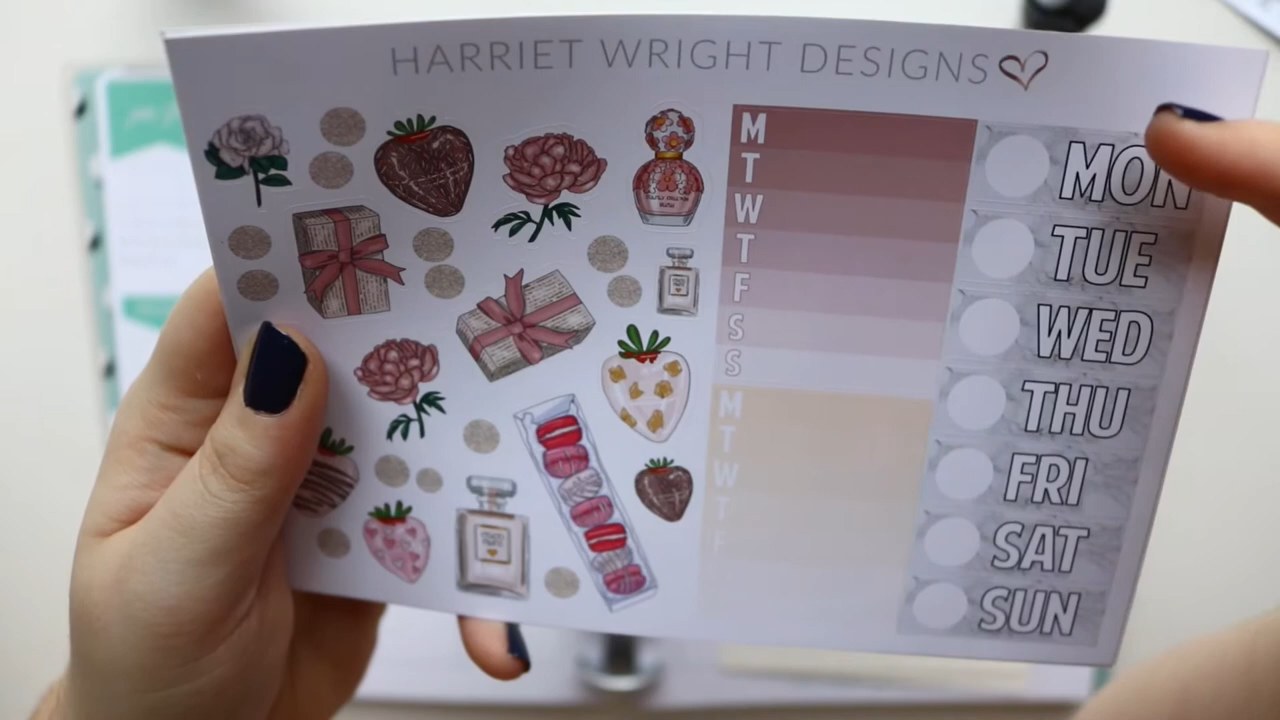 HARRIET WRIGHT DESIGNS
M
T
W
T
F
S
S
M
T
W
T
F
MON
TUE
WED
THU
FRI
SAT
SUN